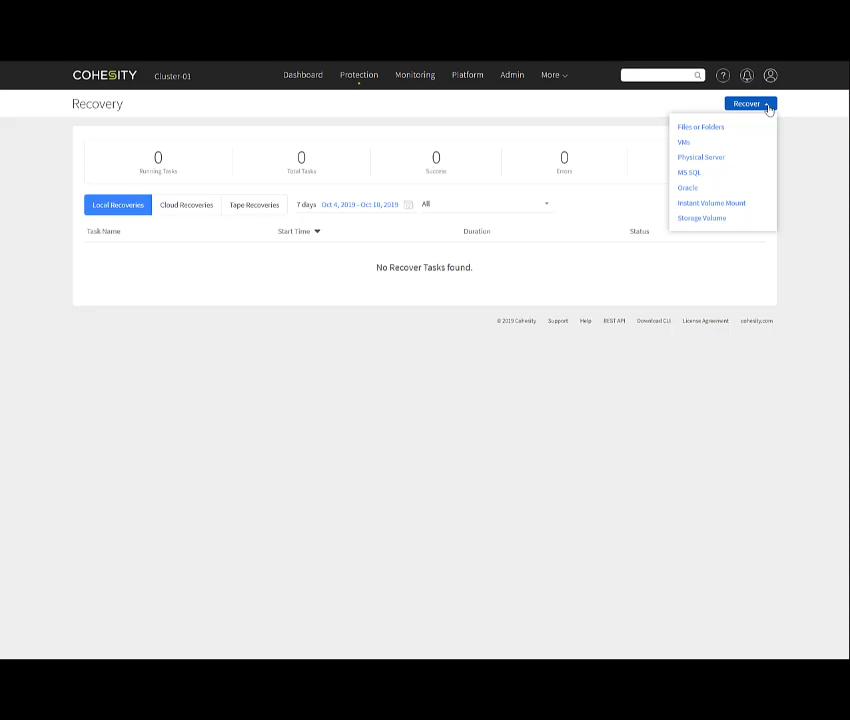 COHESITY Cluster-01 Dashboard Protection Monitoring Platform Admin More ?
Recovery Recover
Files or Folders
VMs
Physical Server
MS SQL
Oracle
Instant Volume Mount
Storage Volume
0 0 0 0
Running Tasks Total Tasks Success Errors
Local Recoveries Cloud Recoveries Tape Recoveries 7 days Oct 4, 2019 - Oct 10, 2019 All
Task Name Start Time Duration Status
No Recover Tasks found.
© 2019 Cohesity Support Help REST API Download CLI License Agreement cohesity.com